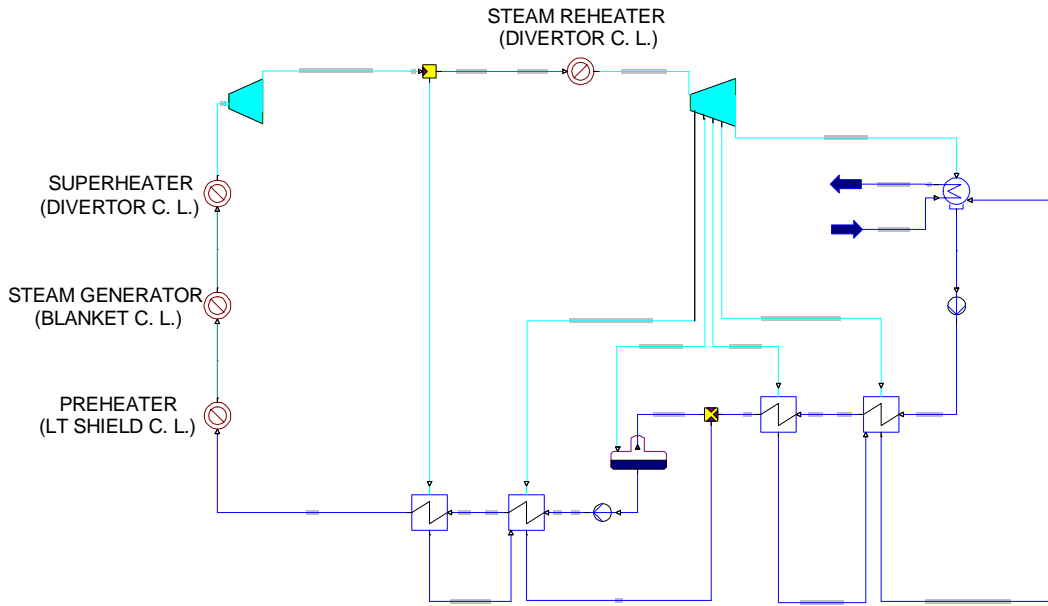 STEAM REHEATER
(DIVERTOR C. L.)
SUPERHEATER
(DIVERTOR C. L.)
STEAM GENERATOR
(BLANKET C. L.)
PREHEATER
(LT SHIELD C. L.)